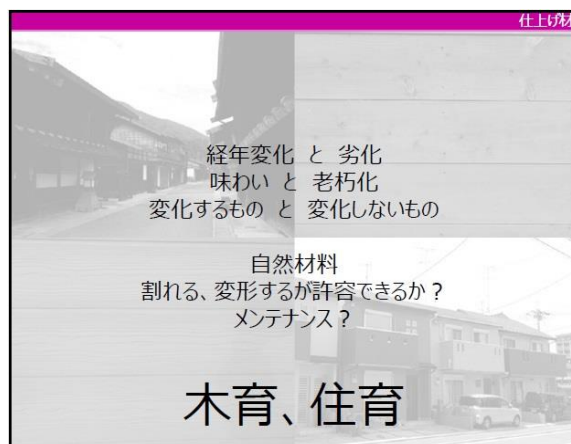 仕上げ材
経年変化 と 劣化
味わい と 老朽化
変化するもの と 変化しないもの
自然材料
割れる、変形するが許容できるか？
メンテナンス？
木育、住育